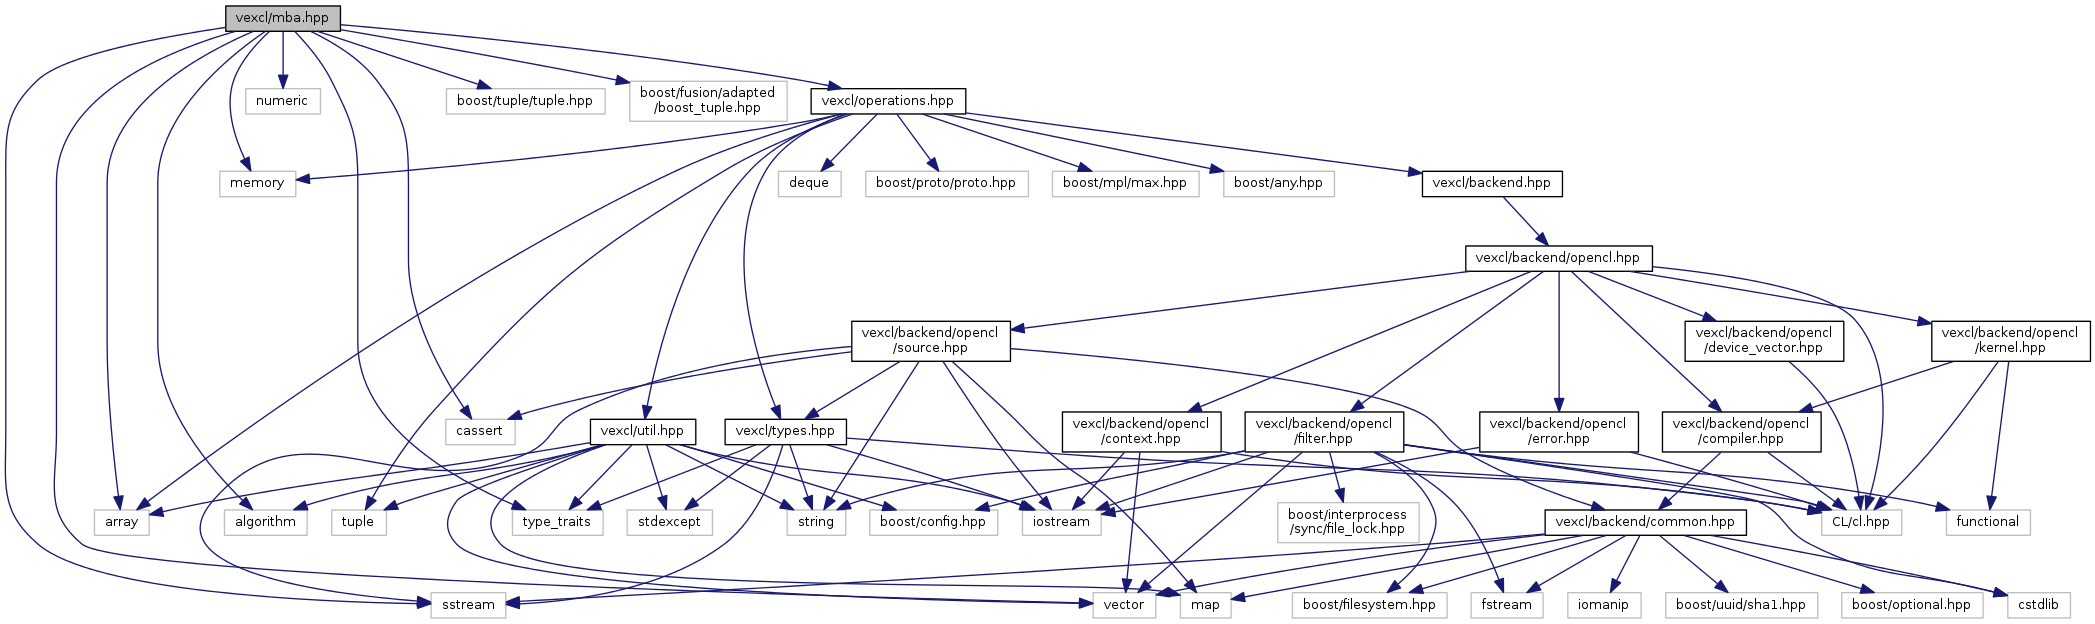 vexcl/mba.hpp
numeric
boost/tuple/tuple.hpp
boost/fusion/adapted
/boost_tuple.hpp
vexcl/operations.hpp
memory
deque
boost/proto/proto.hpp
boost/mpl/max.hpp
boost/any.hpp
vexcl/backend.hpp
vexcl/backend/opencl.hpp
vexcl/backend/opencl
/source.hpp
vexcl/backend/opencl
/device_vector.hpp
vexcl/backend/opencl
/kernel.hpp
cassert
vexcl/util.hpp
vexcl/types.hpp
vexcl/backend/opencl
/context.hpp
vexcl/backend/opencl
/filter.hpp
vexcl/backend/opencl
/error.hpp
vexcl/backend/opencl
/compiler.hpp
array
algorithm
tuple
type_traits
stdexcept
string
boost/config.hpp
iostream
boost/interprocess
/sync/file_lock.hpp
vexcl/backend/common.hpp
CL/cl.hpp
functional
sstream
vector
map
boost/filesystem.hpp
fstream
iomanip
boost/uuid/sha1.hpp
boost/optional.hpp
cstdlib